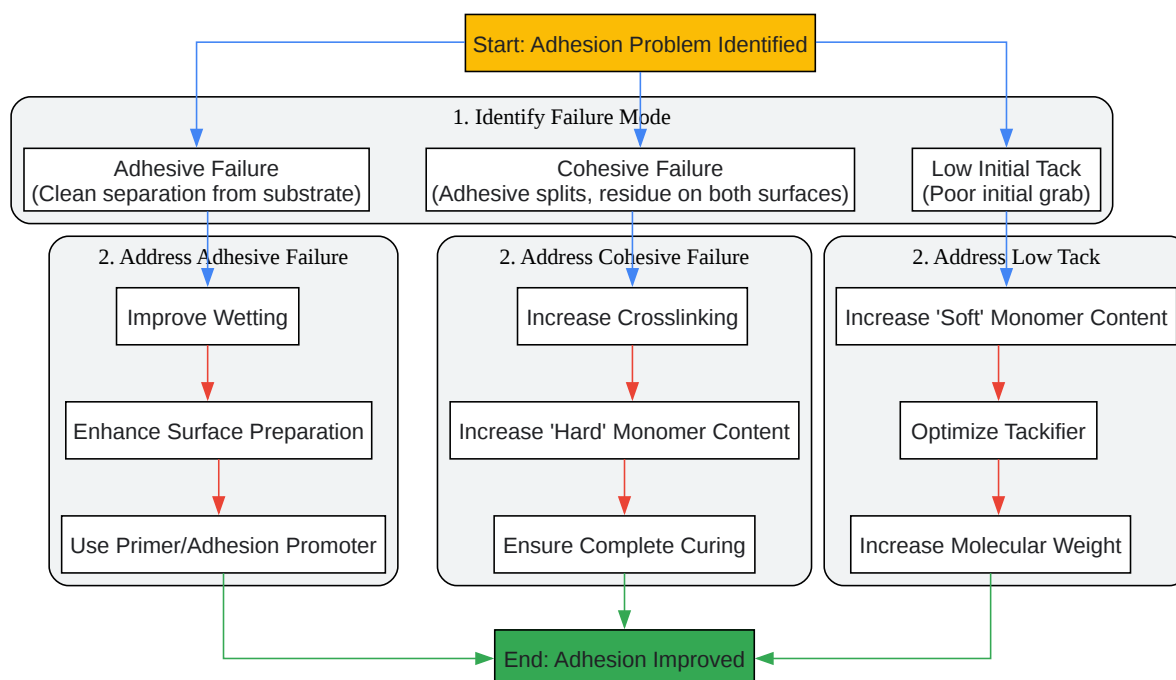 Start: Adhesion Problem Identified
1. Identify Failure Mode
Adhesive Failure
(Clean separation from substrate)
Cohesive Failure
(Adhesive splits, residue on both surfaces)
Low Initial Tack
(Poor initial grab)
2. Address Adhesive Failure
Improve Wetting
Enhance Surface Preparation
Use Primer/Adhesion Promoter
2. Address Cohesive Failure
Increase Crosslinking
Increase 'Hard' Monomer Content
Ensure Complete Curing
2. Address Low Tack
Increase 'Soft' Monomer Content
Optimize Tackifier
Increase Molecular Weight
End: Adhesion Improved